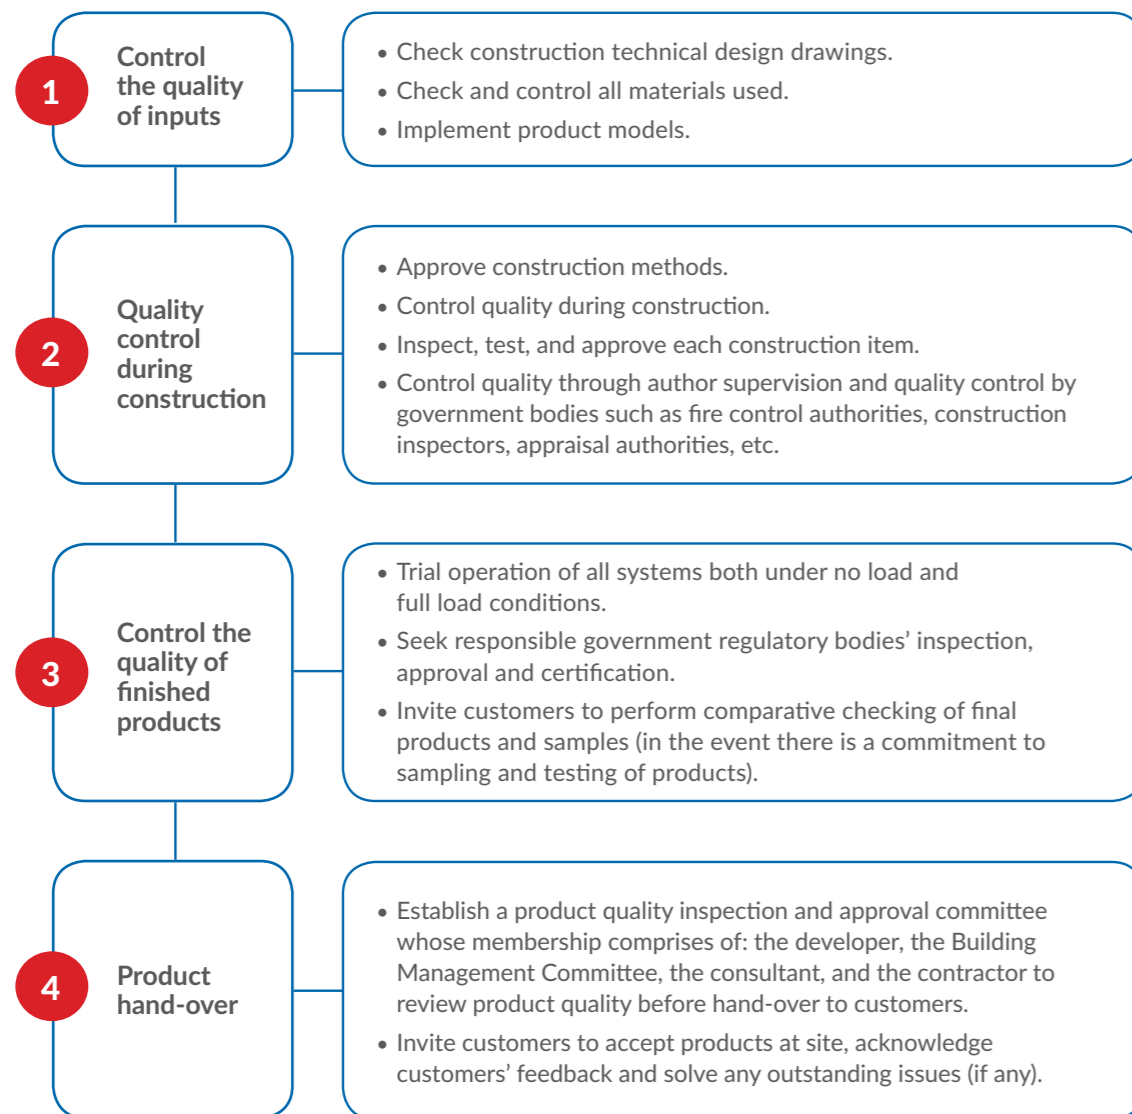 1
Control
the quality
of inputs
• Check construction technical design drawings.
• Check and control all materials used.
• Implement product models.
2
Quality
control
during
construction
• Approve construction methods.
• Control quality during construction.
• Inspect, test, and approve each construction item.
• Control quality through author supervision and quality control by
government bodies such as fire control authorities, construction
inspectors, appraisal authorities, etc.
3
Control the
quality of
finished
products
• Trial operation of all systems both under no load and
full load conditions.
• Seek responsible government regulatory bodies’ inspection,
approval and certification.
• Invite customers to perform comparative checking of final
products and samples (in the event there is a commitment to
sampling and testing of products).
4
Product
hand-over
• Establish a product quality inspection and approval committee
whose membership comprises of: the developer, the Building
Management Committee, the consultant, and the contractor to
review product quality before hand-over to customers.
• Invite customers to accept products at site, acknowledge
customers’ feedback and solve any outstanding issues (if any).